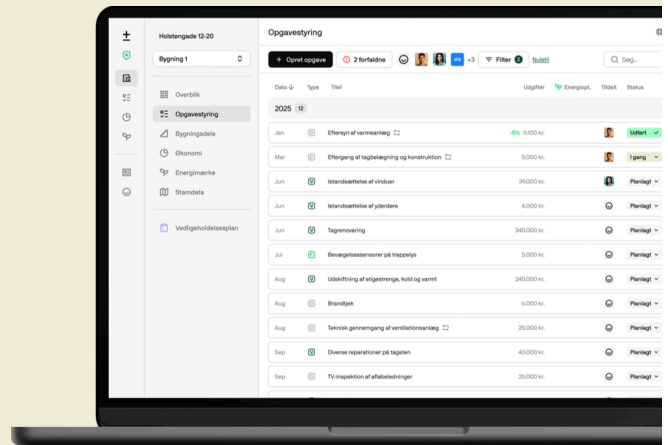 Holstengade 12-20
Bygning 1
Overblik
Opgavestyring
Bygningsdele
Økonomi
Energimærke
Stamdata
Vedligeholdelsesplan
Opgavestyring
+ Opret opgave
2 forfaldne
+3
Filter 2
Nulstil
Søg..
Dato Type Titel Udgifter Energiopt. Tildelt Status
2025 12
Jan D Eftersyn af varmeanlæg -6% 9.100 kr. Udført
Mar D Eftergang af tagbelægning og konstruktion 5.000 kr. I gang
Jun V Istandsættelse af vinduer 39.000 kr. Planlagt
Jun V Istandsættelse af yderdøre 4.000 kr. Planlagt
Jun V Tagrenovering 340.000 kr. Planlagt
Jul F Bevægelsessensorer på trappelys 5.000 kr. Planlagt
Aug V Udskiftning af stigestrenge, kold og varmt 240.000 kr. Planlagt
Aug D Brandtjek 6.000 kr. Planlagt
Aug D Teknisk gennemgang af ventilationsanlæg 25.000 kr. Planlagt
Sep V Diverse reparationer på tagsten 40.000 kr. Planlagt
Sep D TV-inspektion af afløbsledninger 25.000 kr. Planlagt